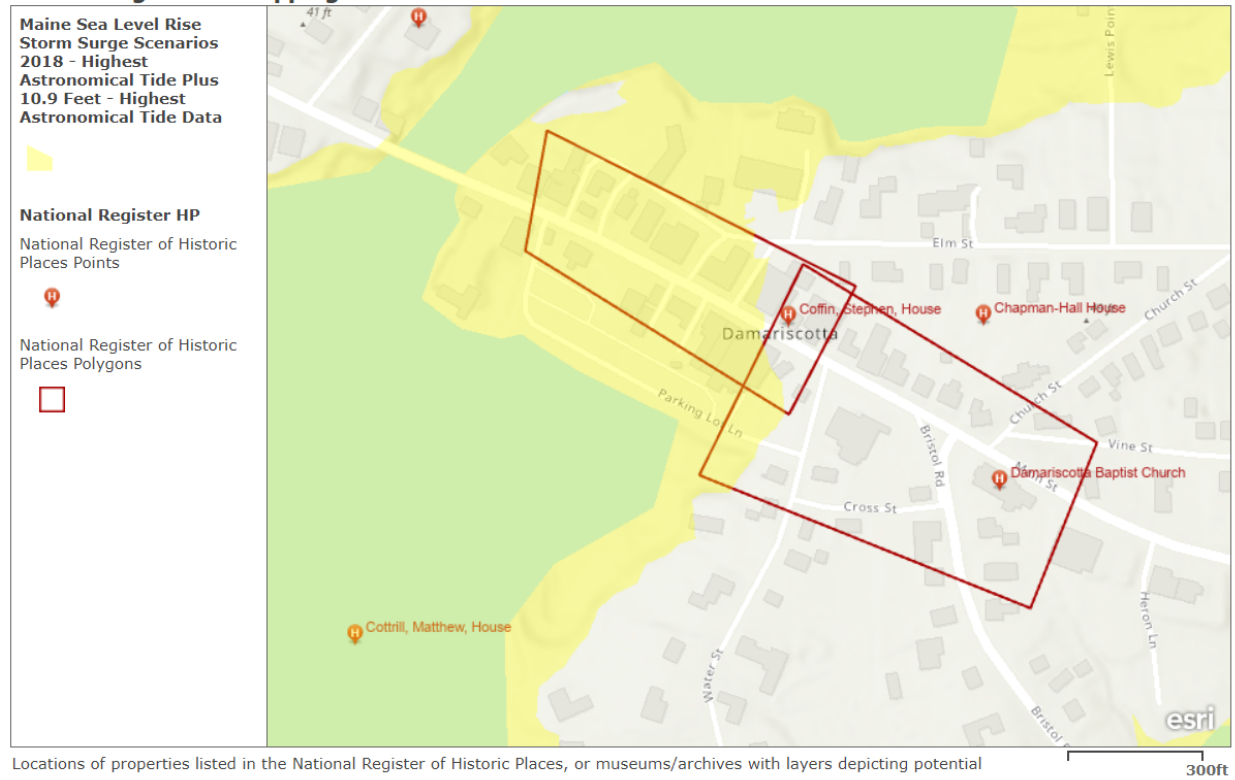 Maine Sea Level Rise
Storm Surge Scenarios
2018 - Highest
Astronomical Tide Plus
10.9 Feet - Highest
Astronomical Tide Data
National Register HP
National Register of Historic
Places Points
H
National Register of Historic
Places Polygons
41 ft
H
Lewis Poin
Elm St
Church St
H Coffin, Stephen, House
H Chapman-Hall House
Damariscotta
Parking Lot Ln
Church St
Vine St
Bristol Rd
Main St
H Damariscotta Baptist Church
Cross St
Heron Ln
H Cottrill, Matthew, House
Water St
Bristol
esri
Locations of properties listed in the National Register of Historic Places, or museums/archives with layers depicting potential
300ft